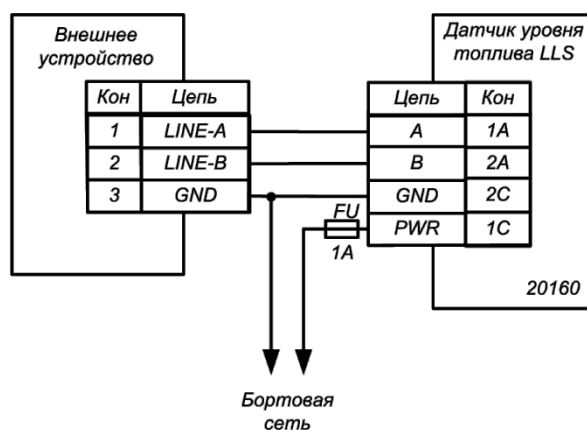 Внешнее
устройство
Кон Цепь
1 LINE-A
2 LINE-B
3 GND
Датчик уровня
топлива LLS
Цепь Кон
A 1A
B 2A
GND 2C
PWR 1C
FU
1A
20160
Бортовая
сеть